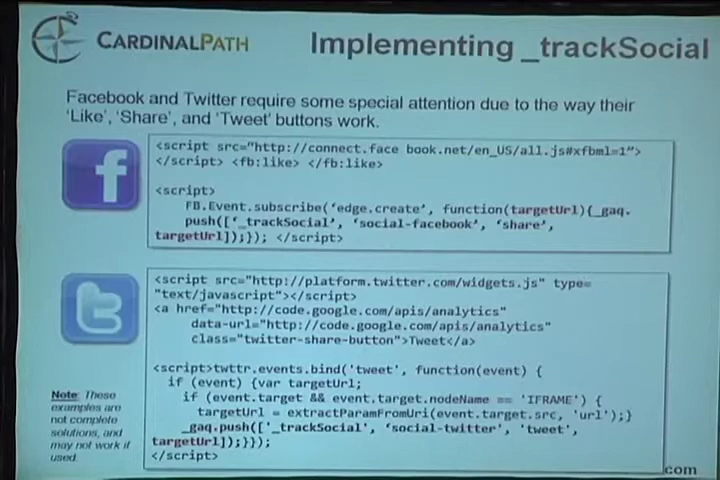 CARDINALPATH
Implementing _trackSocial
Facebook and Twitter require some special attention due to the way their
'Like', 'Share', and 'Tweet' buttons work.
f
<script src="http://connect.face book.net/en_US/all.js#xfbml=1">
</script> <fb:like> </fb:like>
<script>
FB.Event.subscribe('edge.create', function(targetUrl){_gaq.
push(['_trackSocial', 'social-facebook', 'share',
targetUrl]);}); </script>
t
<script src="http://platform.twitter.com/widgets.js" type=
"text/javascript"></script>
<a href="http://code.google.com/apis/analytics"
data-url="http://code.google.com/apis/analytics"
class="twitter-share-button">Tweet</a>
<script>twttr.events.bind('tweet', function(event) {
if (event) {var targetUrl;
if (event.target && event.target.nodeName == 'IFRAME') {
targetUrl = extractParamFromUri(event.target.src, 'url');}
_gaq.push(['_trackSocial', 'social-twitter', 'tweet',
targetUrl]);}});
</script>
Note: These
examples are
not complete
solutions, and
may not work if
used.
com